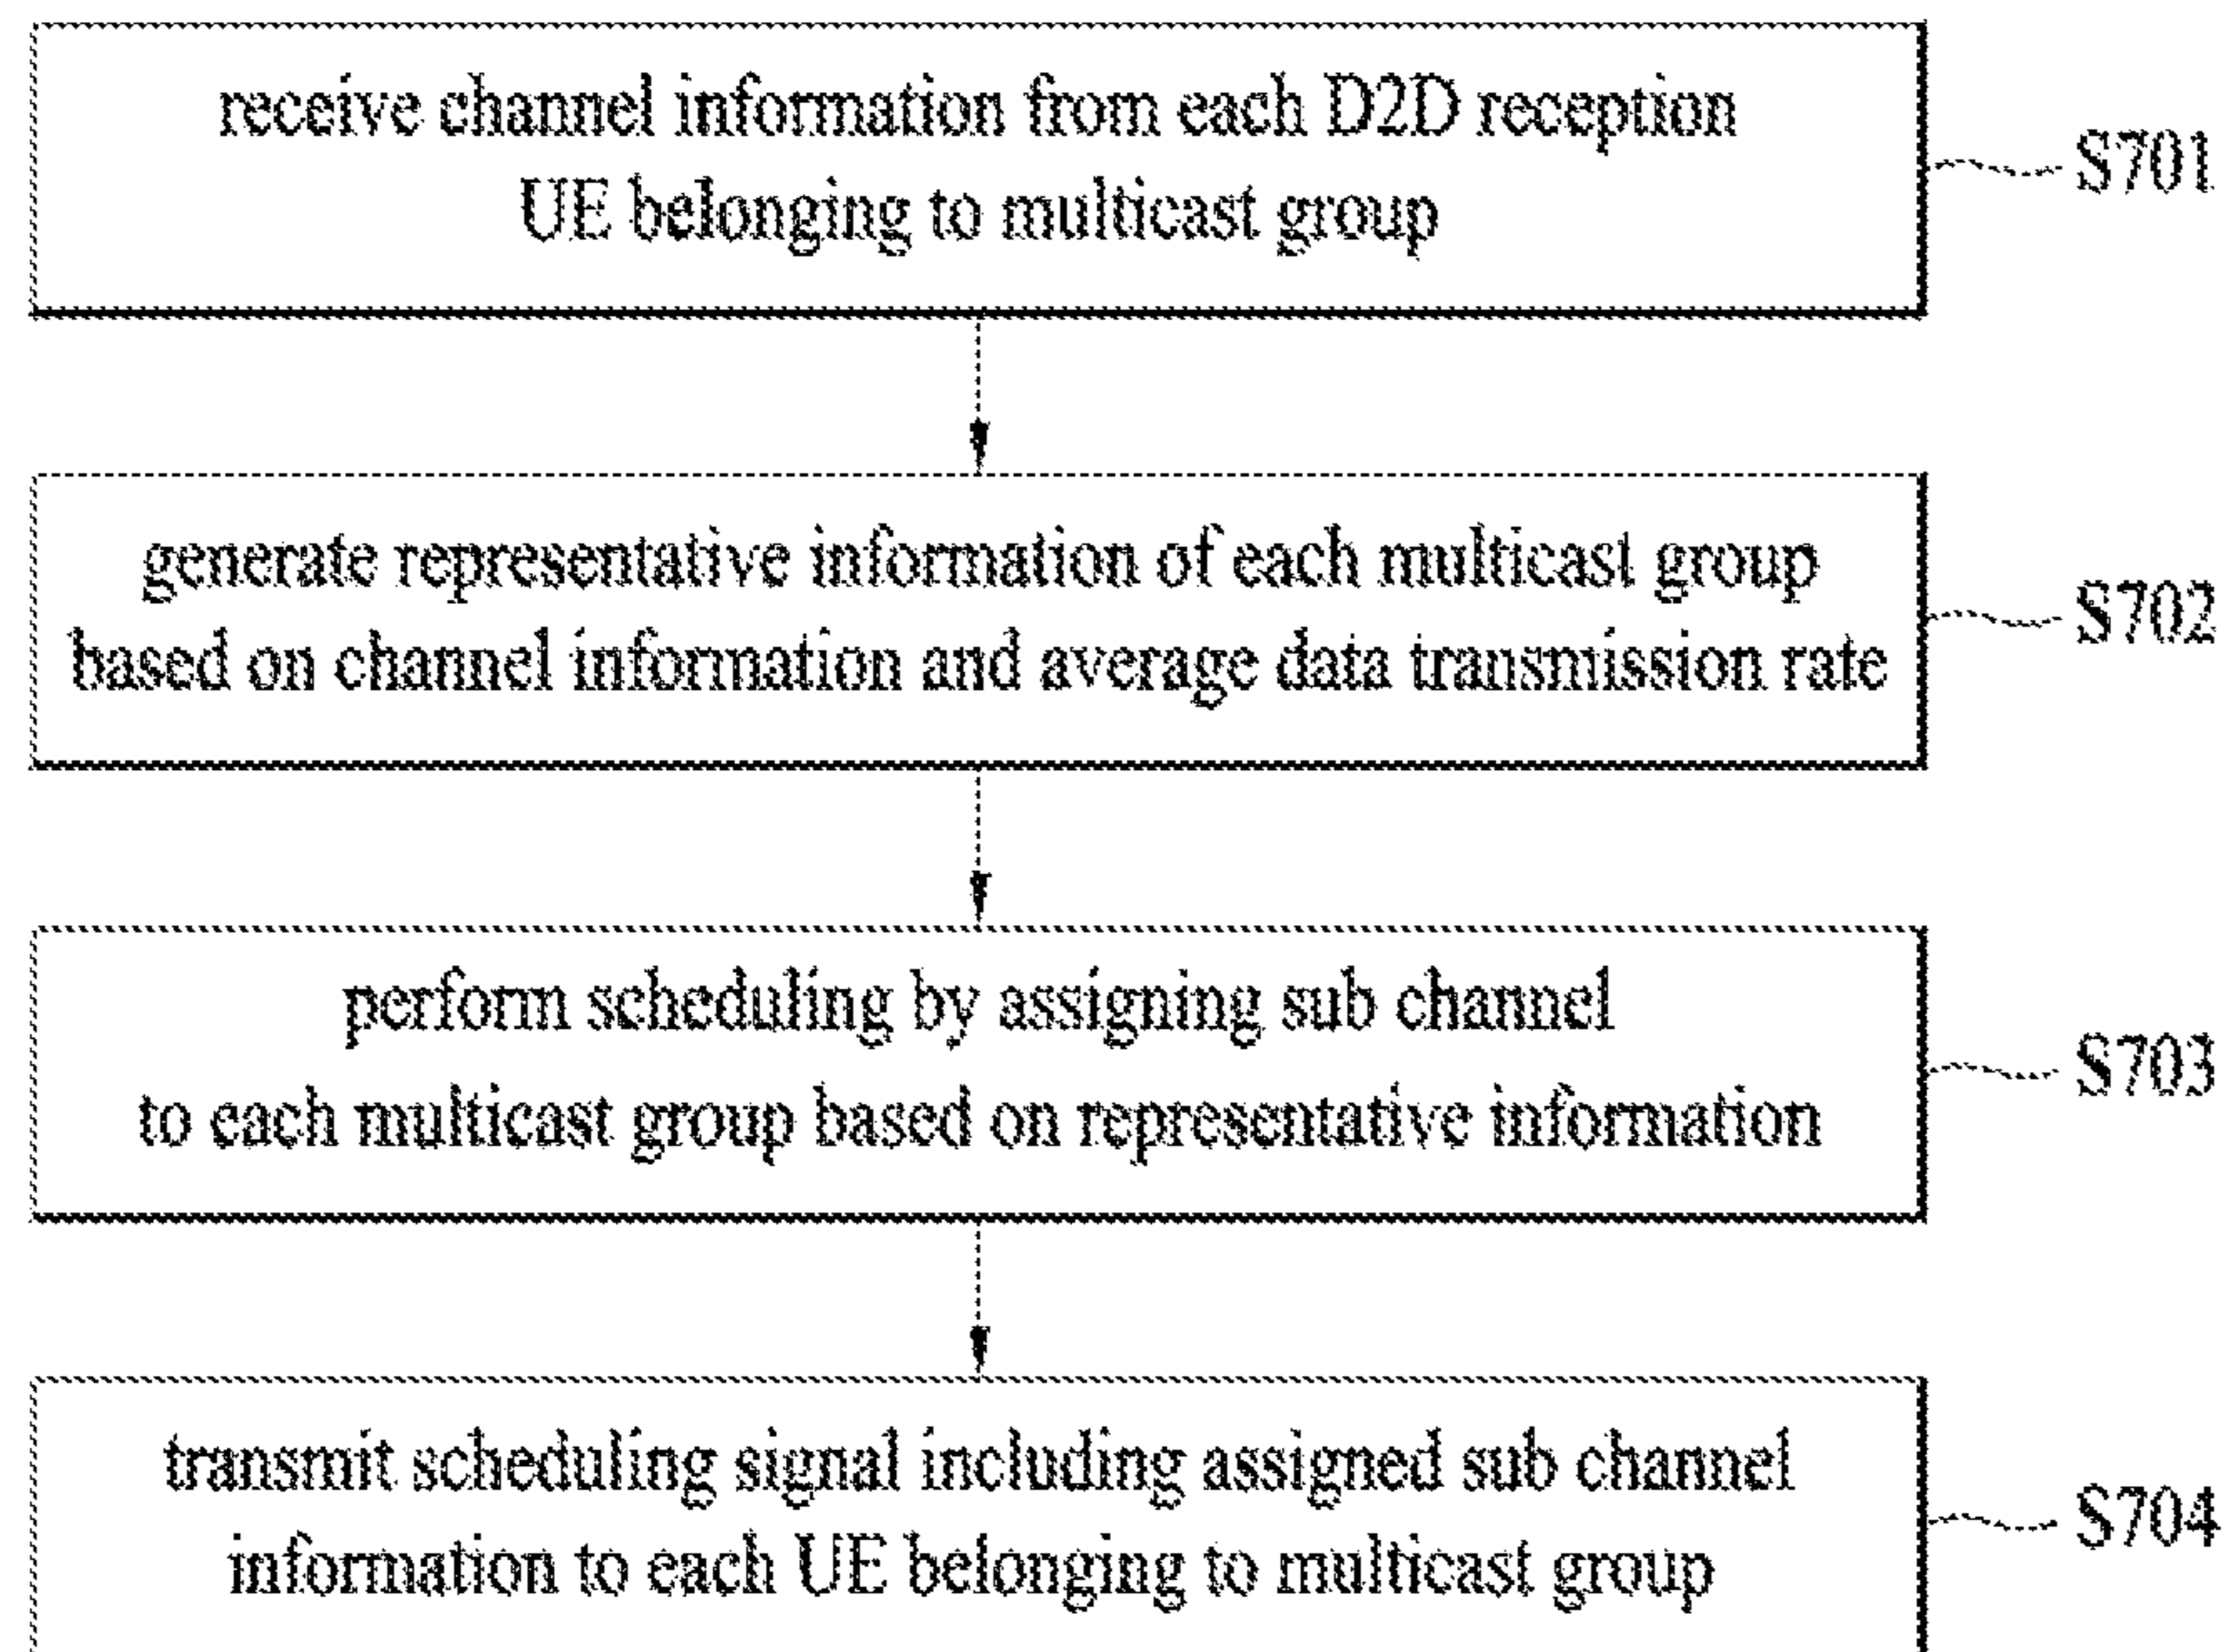 receive channel information from each D2D reception
UE belonging to multicast group
S701
generate representative information of each multicast group
based on channel information and average data transmission rate
S702
perform scheduling by assigning sub channel
to each multicast group based on representative information
S703
transmit scheduling signal including assigned sub channel
information to each UE belonging to multicast group
S704